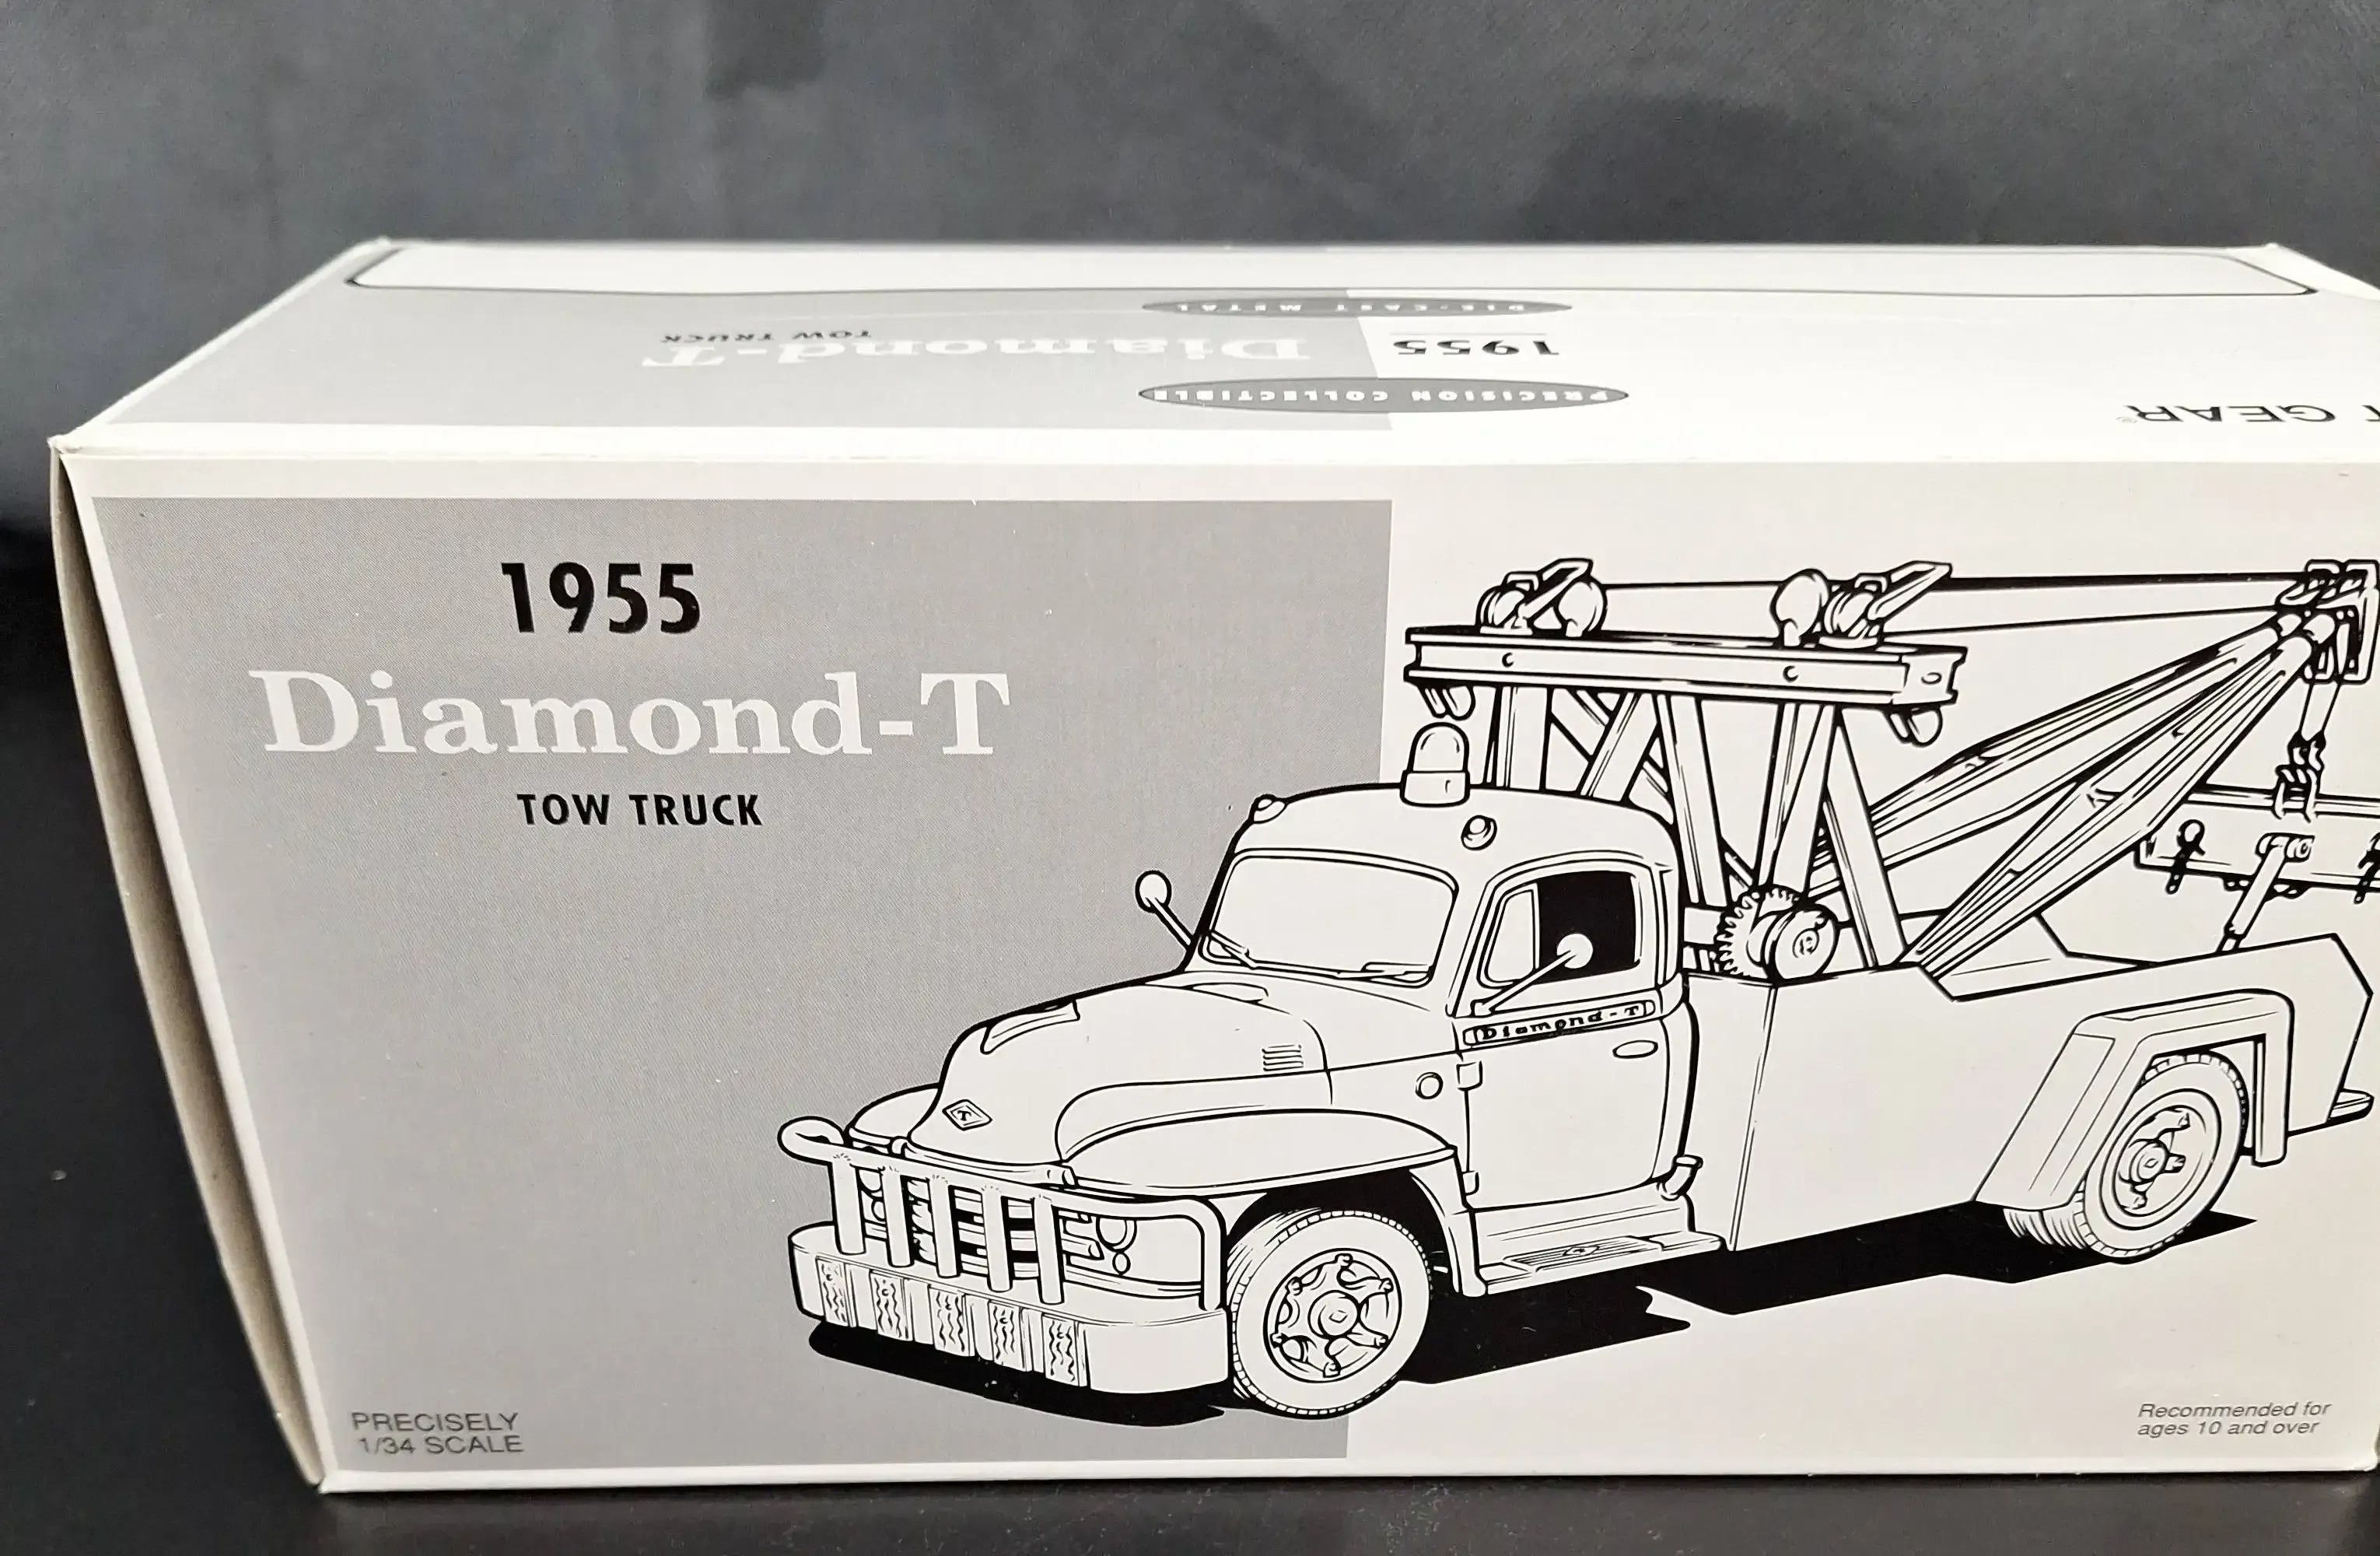 DIE-CAST METAL
1955
Diamond-T
TOW TRUCK
PRECISION COLLECTIBLE
GEAR®
1955
Diamond-T
TOW TRUCK
Diamond-T
T
PRECISELY
1/34 SCALE
Recommended for
ages 10 and over